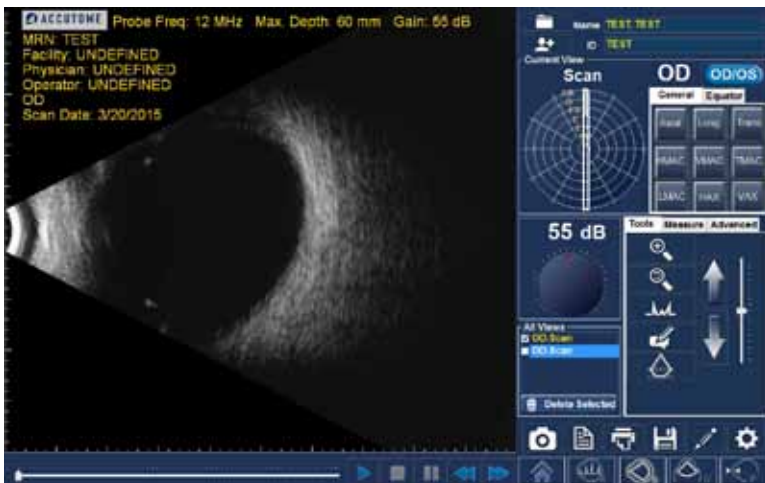 ACCUTOME Probe Freq: 12 MHz Max. Depth: 60 mm Gain: 55 dB
MRN: TEST
Facility: UNDEFINED
Physician: UNDEFINED
Operator: UNDEFINED
OD
Scan Date: 3/20/2015
Name TEST, TEST
ID TEST
Current View
Scan
OD OD/OS
General Equator
Axial Long Trans
HMAC VMAC TMAC
LMAC HAX VAX
55 dB
Tools Measure Advanced
All Views
OD:Scan
OD:Scan
Delete Selected